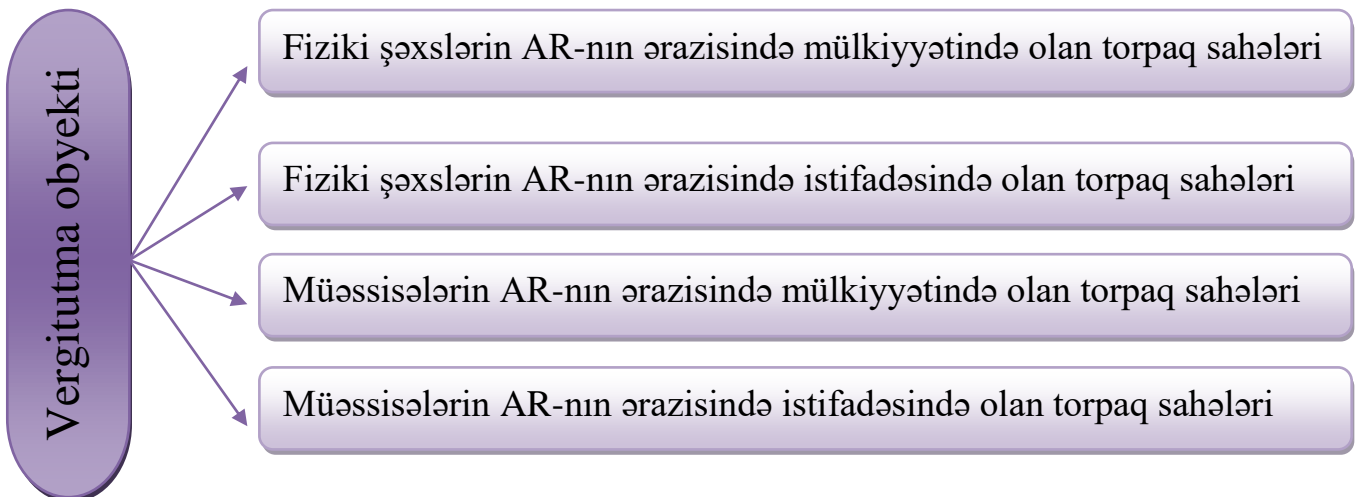 Vergitutma obyekti
Fiziki şəxslərin AR-nın ərazisində mülkiyyətində olan torpaq sahələri
Fiziki şəxslərin AR-nın ərazisində istifadəsində olan torpaq sahələri
Müəssisələrin AR-nın ərazisində mülkiyyətində olan torpaq sahələri
Müəssisələrin AR-nın ərazisində istifadəsində olan torpaq sahələri